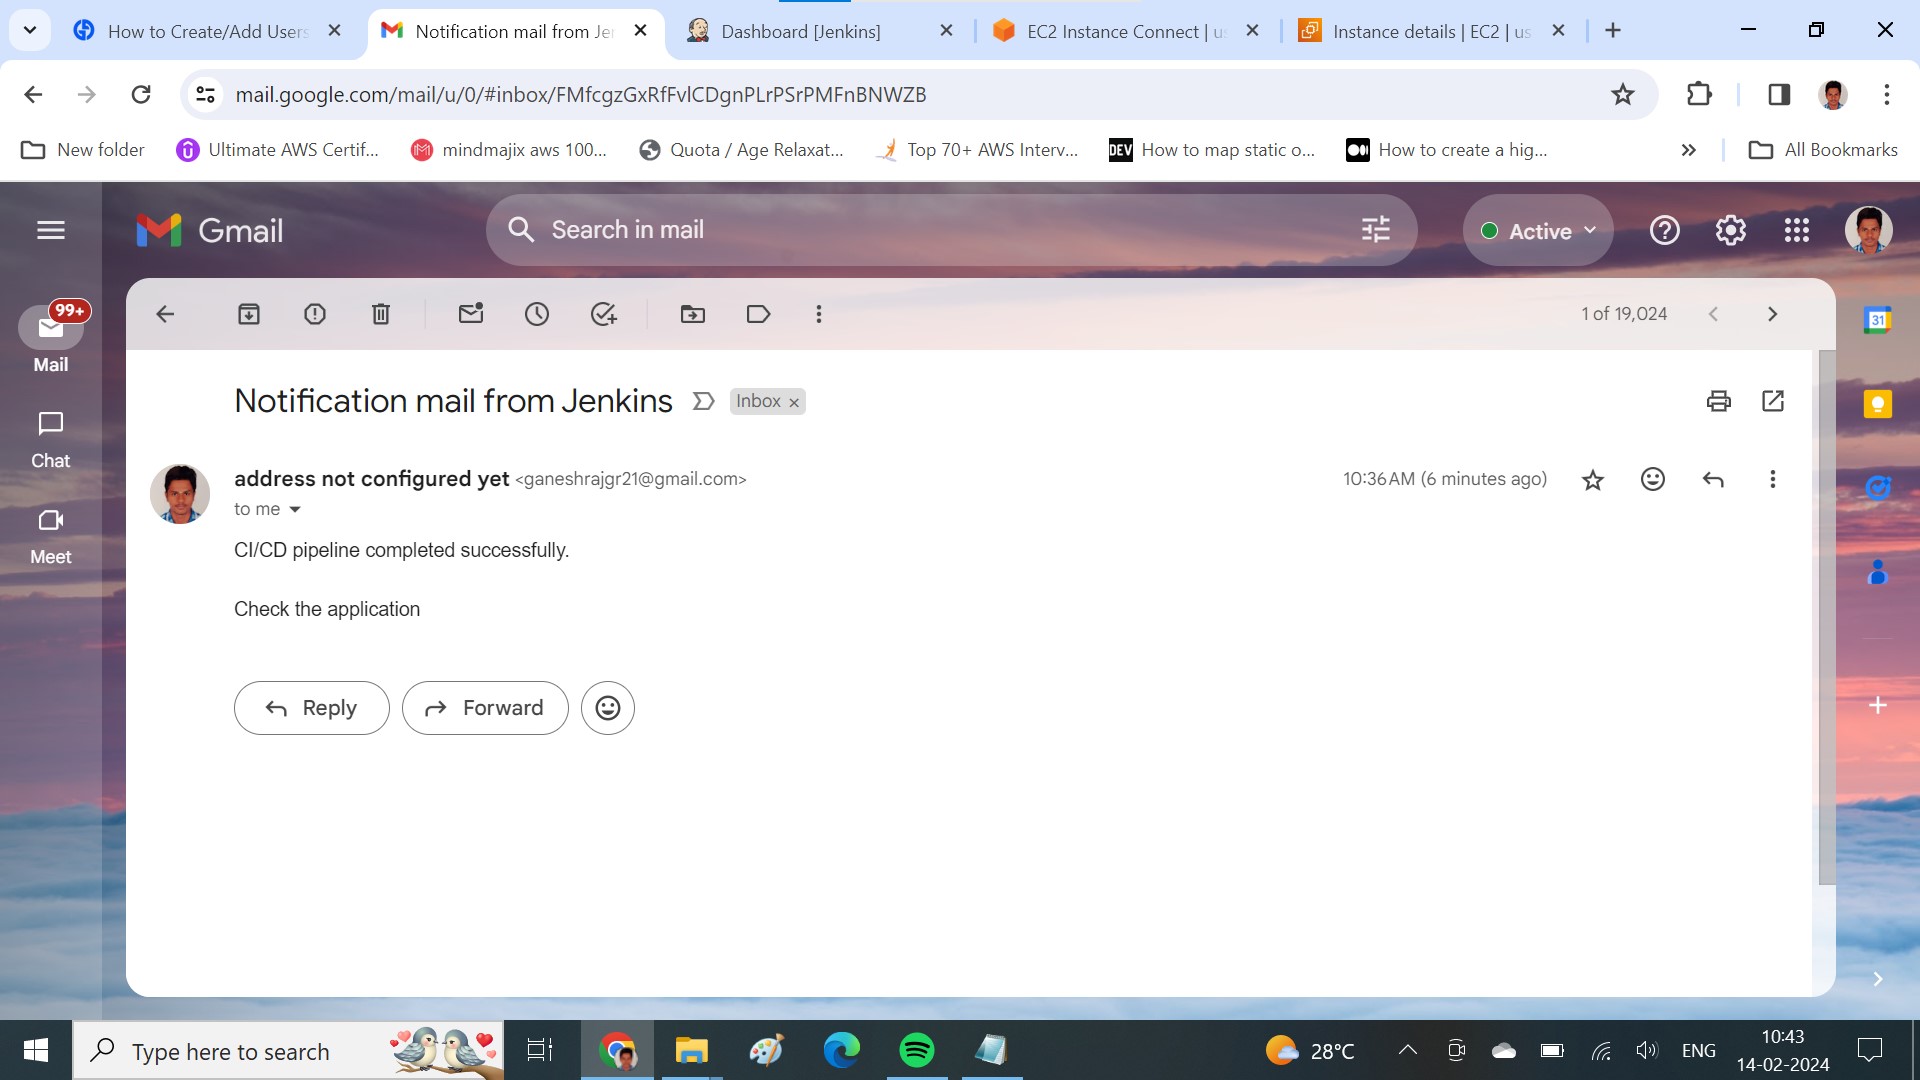 How to Create/Add Users
Notification mail from Jen
Dashboard [Jenkins]
EC2 Instance Connect | u
Instance details | EC2 | us
mail.google.com/mail/u/0/#inbox/FMfcgzGxRfFvlCDgnPLrPSrPMFnBNWZB
New folder
Ultimate AWS Certif...
mindmajix aws 100...
Quota / Age Relaxat...
Top 70+ AWS Interv...
DEV
How to map static o...
How to create a hig...
All Bookmarks
Gmail
Search in mail
Active
99+
Mail
Chat
Meet
1 of 19,024
31
Notification mail from Jenkins
Inbox
address not configured yet <ganeshrajgr21@gmail.com>
10:36 AM (6 minutes ago)
to me
CI/CD pipeline completed successfully.
Check the application
Reply
Forward
Type here to search
28°C
ENG
10:43
14-02-2024